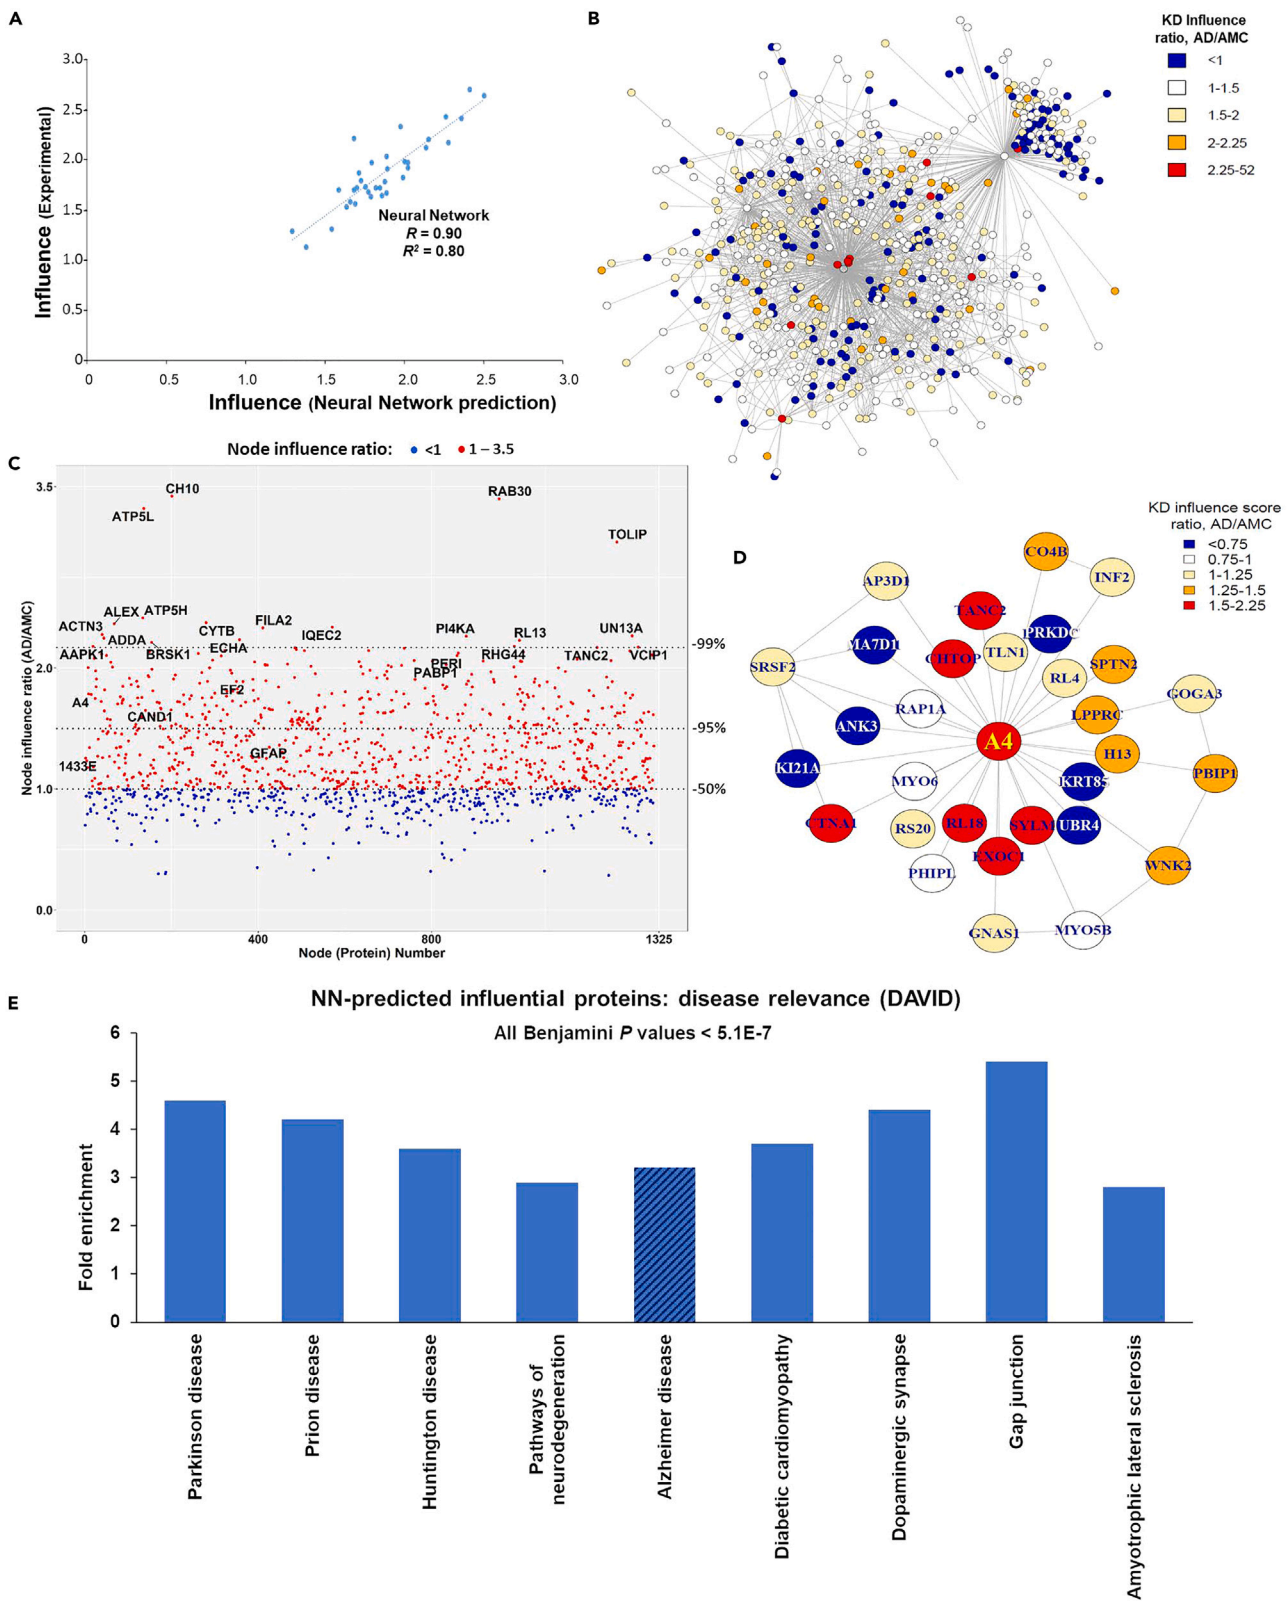 A
3.0
2.5
2.0
1.5
1.0
0.5
0
0
0.5
1.0
1.5
2.0
2.5
3.0
Influence (Experimental)
Influence (Neural Network prediction)
Neural Network
R = 0.90
R² = 0.80
B
KD Influence
ratio, AD/AMC
<1
1-1.5
1.5-2
2-2.25
2.25-52
C
Node influence ratio: <1 1 – 3.5
3.5
2.0
1.0
0.0
Node influence ratio (AD/AMC)
CH10
RAB30
ATP5L
TOLIP
ALEX
ATP5H
ACTN3
CYTB
FILA2
IQEC2
PI4KA
RL13
UN13A
ADDA
AAPK1
BRSK1
ECHA
PERI
RHG44
TANC2
VCIP1
PABP1
EF2
A4
CAND1
GFAP
1433E
-99%
-95%
-50%
0
400
800
1325
Node (Protein) Number
D
KD influence score
ratio, AD/AMC
<0.75
0.75-1
1-1.25
1.25-1.5
1.5-2.25
CO4B
AP3D1
INF2
TANC2
PRKDC
MA7D1
CHTOP
TLN1
SRSF2
SPTN2
RL4
GOGA3
RAP1A
LPPRC
ANK3
A4
H13
KI21A
PBIP1
MYO6
KRT85
CTNA1
RS20
RL18
SYLM
UBR4
EXOC1
PHIPL
WNK2
GNAS1
MYO5B
E
NN-predicted influential proteins: disease relevance (DAVID)
All Benjamini P values < 5.1E-7
6
5
4
3
2
1
0
Fold enrichment
Parkinson disease
Prion disease
Huntington disease
Pathways of
neurodegeneration
Alzheimer disease
Diabetic cardiomyopathy
Dopaminergic synapse
Gap junction
Amyotrophic lateral sclerosis